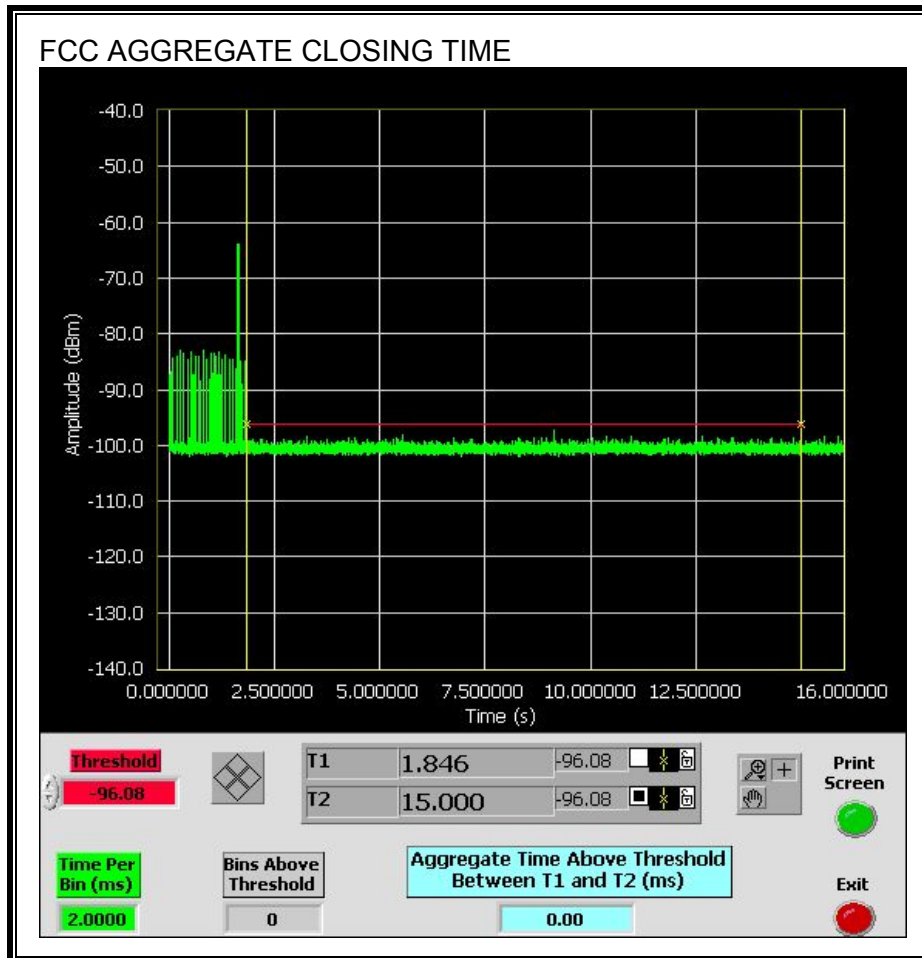 FCC AGGREGATE CLOSING TIME
-40.0
-50.0
-60.0
-70.0
-80.0
-90.0
-100.0
-110.0
-120.0
-130.0
-140.0
Amplitude (dBm)
0.000000 2.500000 5.000000 7.500000 10.000000 12.500000 16.000000
Time (s)
Threshold
-96.08
T1 1.846 -96.08
T2 15.000 -96.08
Print
Screen
Time Per
Bin (ms)
2.0000
Bins Above
Threshold
0
Aggregate Time Above Threshold
Between T1 and T2 (ms)
0.00
Exit